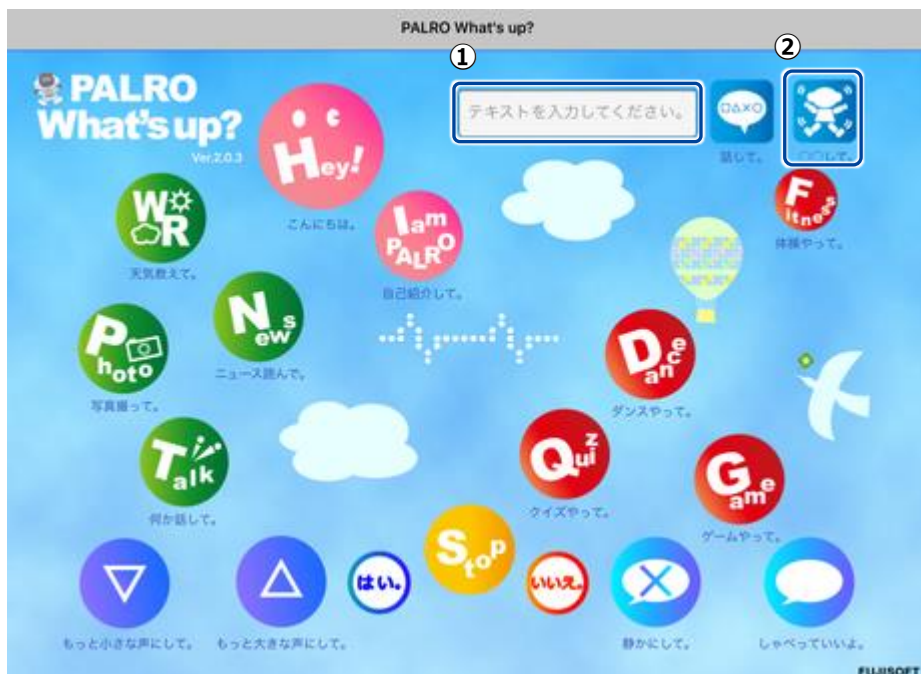 PALRO What's up?
①
②
PALRO
What's up?
Ver.2.0.3
テキストを入力してください。
□△×○
話して。
○○して。
Hey!
こんにちは。
Fitness
体操やって。
I am PALRO
自己紹介して。
WR
天気教えて。
News
ニュース読んで。
Photo
写真撮って。
Dance
ダンスやって。
Talk
何か話して。
Quiz
クイズやって。
Game
ゲームやって。
Stop
はい。
いいえ。
もっと小さな声にして。
もっと大きな声にして。
静かにして。
しゃべっていいよ。
FUJISOFT